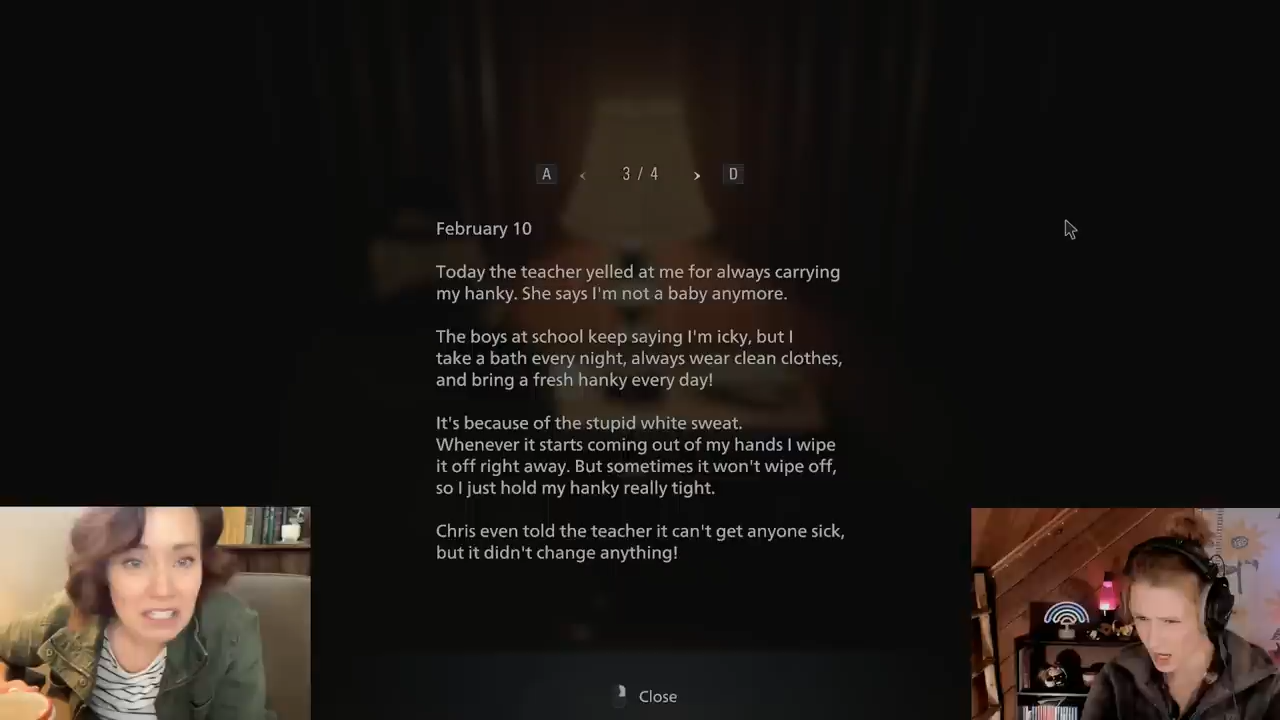 A < 3 / 4 > D
February 10
Today the teacher yelled at me for always carrying
my hanky. She says I'm not a baby anymore.
The boys at school keep saying I'm icky, but I
take a bath every night, always wear clean clothes,
and bring a fresh hanky every day!
It's because of the stupid white sweat.
Whenever it starts coming out of my hands I wipe
it off right away. But sometimes it won't wipe off,
so I just hold my hanky really tight.
Chris even told the teacher it can't get anyone sick,
but it didn't change anything!
Close